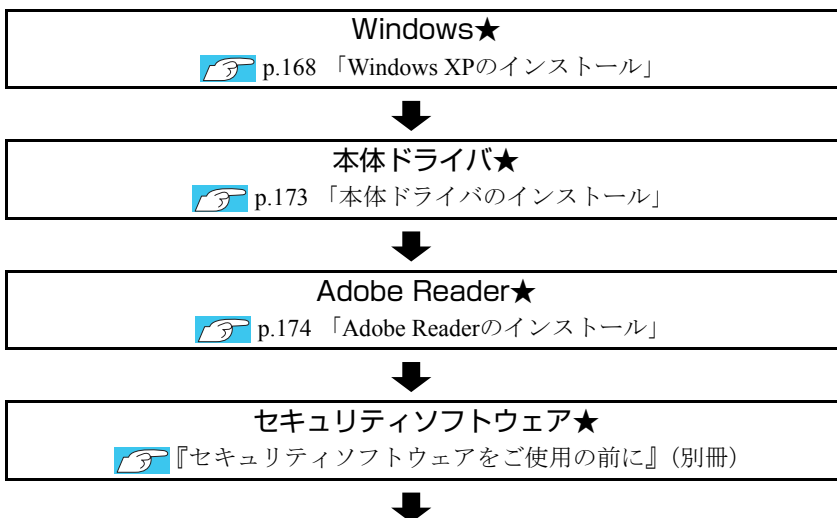 Windows★
p.168 「Windows XPのインストール」
本体ドライバ★
p.173 「本体ドライバのインストール」
Adobe Reader★
p.174 「Adobe Readerのインストール」
セキュリティソフトウェア★
『セキュリティソフトウェアをご使用の前に』(別冊)